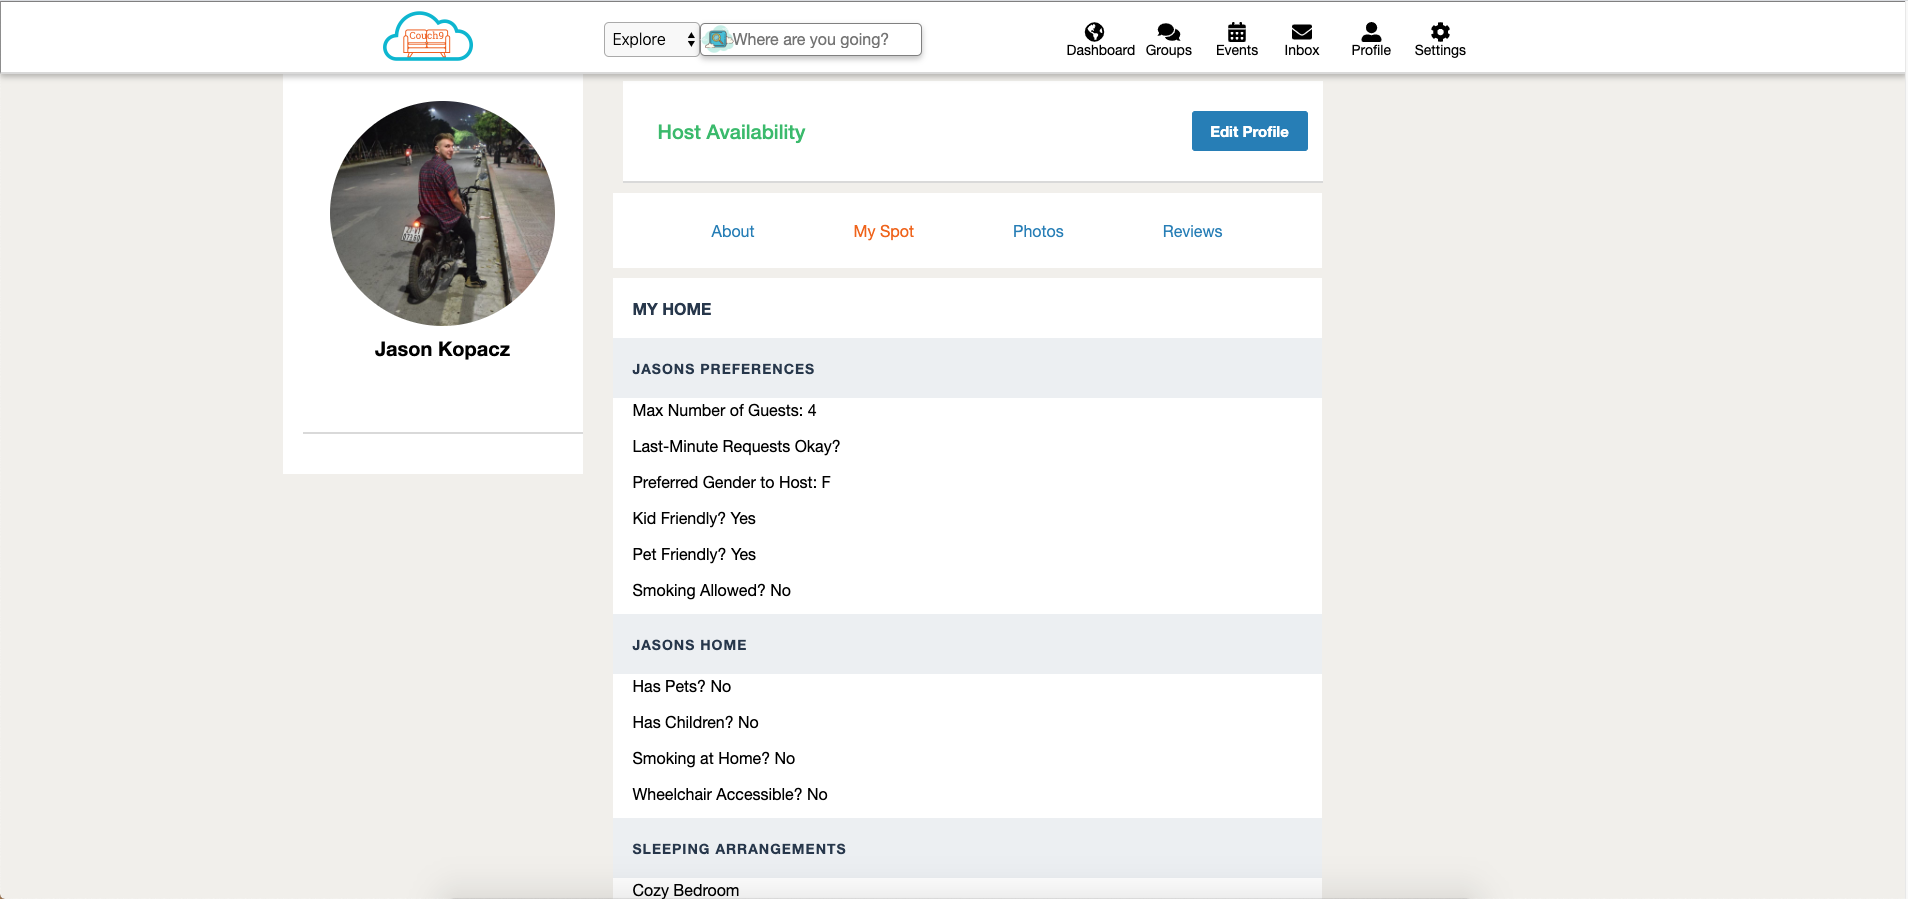 Couch9
Explore
Where are you going?
Dashboard
Groups
Events
Inbox
Profile
Settings
Jason Kopacz
Host Availability
Edit Profile
About
My Spot
Photos
Reviews
MY HOME
JASONS PREFERENCES
Max Number of Guests: 4
Last-Minute Requests Okay?
Preferred Gender to Host: F
Kid Friendly? Yes
Pet Friendly? Yes
Smoking Allowed? No
JASONS HOME
Has Pets? No
Has Children? No
Smoking at Home? No
Wheelchair Accessible? No
SLEEPING ARRANGEMENTS
Cozy Bedroom